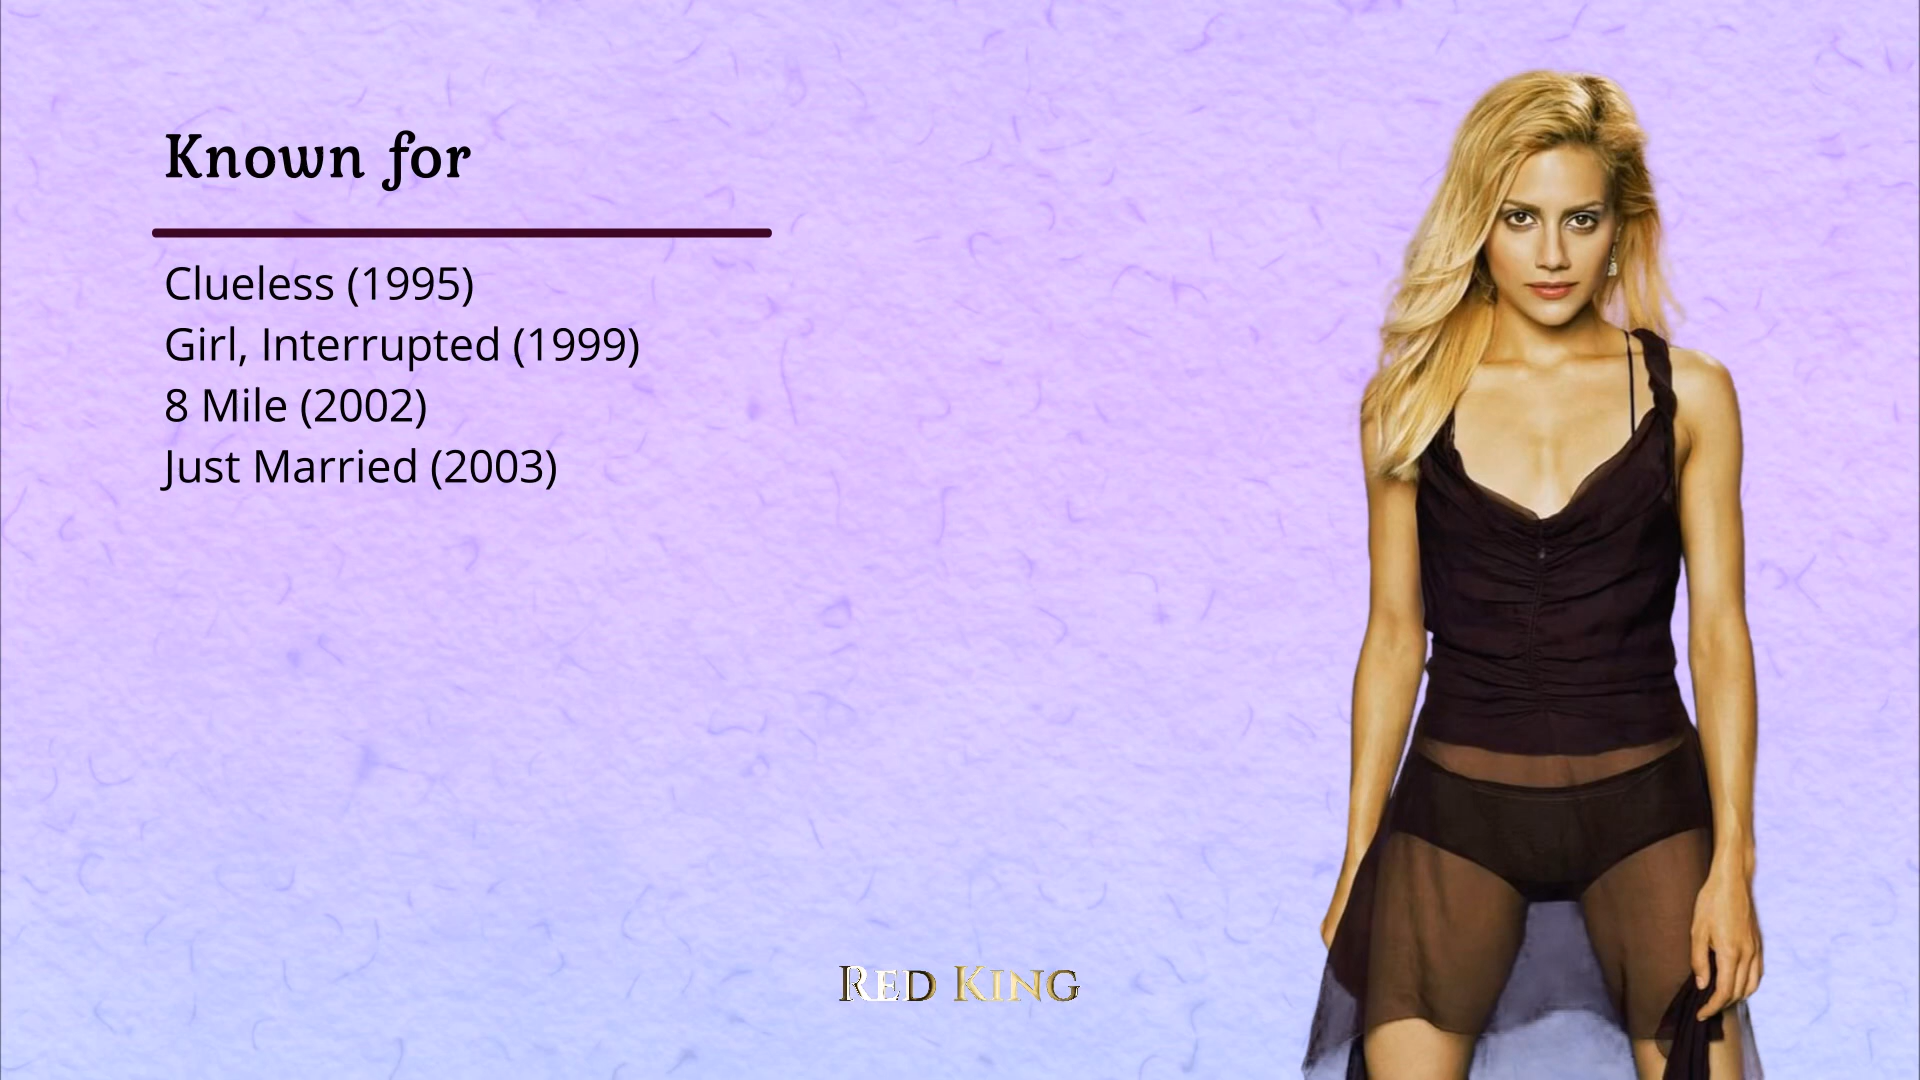 Known for
Clueless (1995)
Girl, Interrupted (1999)
8 Mile (2002)
Just Married (2003)
RED KING